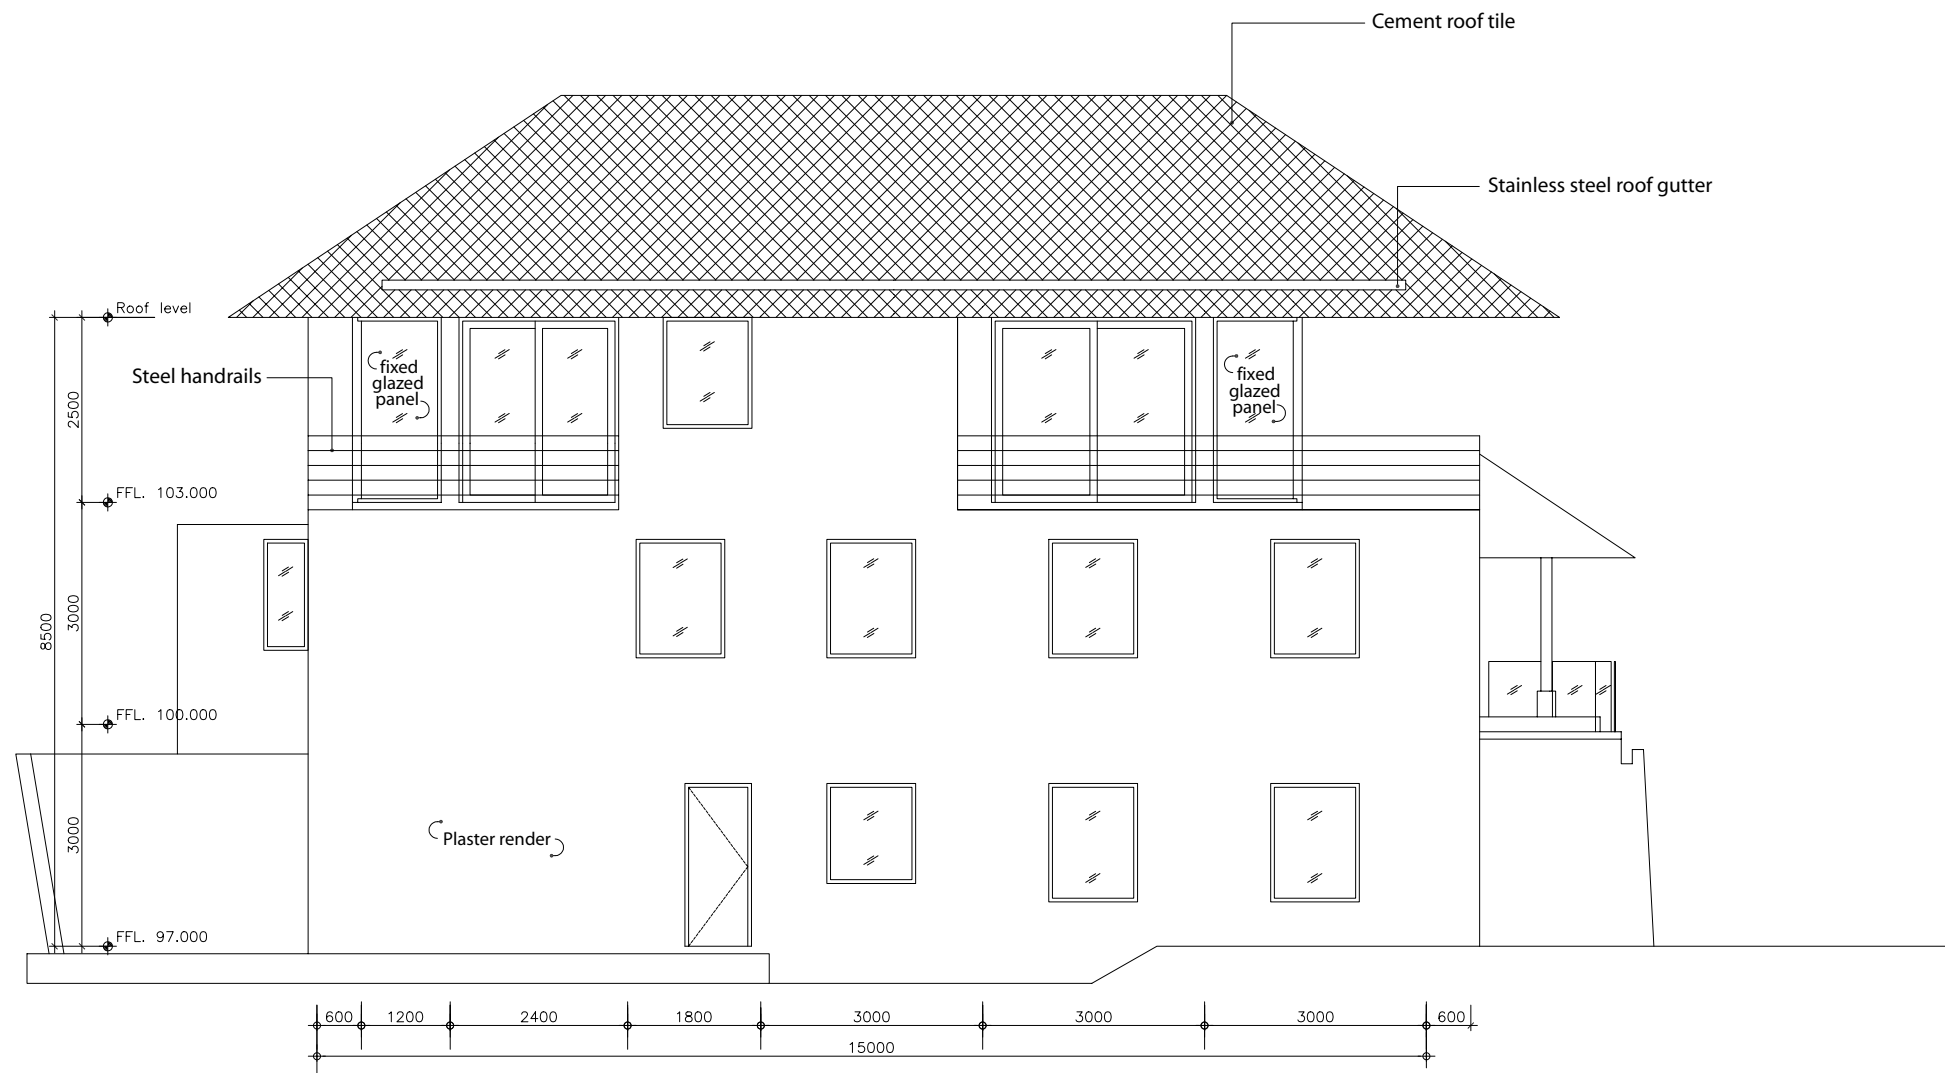 Cement roof tile
Stainless steel roof gutter
Roof level
fixed
glazed
panel
fixed
glazed
panel
Steel handrails
2500
FFL. 103.000
8500
3000
FFL. 100.000
3000
Plaster render
FFL. 97.000
600 1200 2400 1800 3000 3000 3000 600
15000